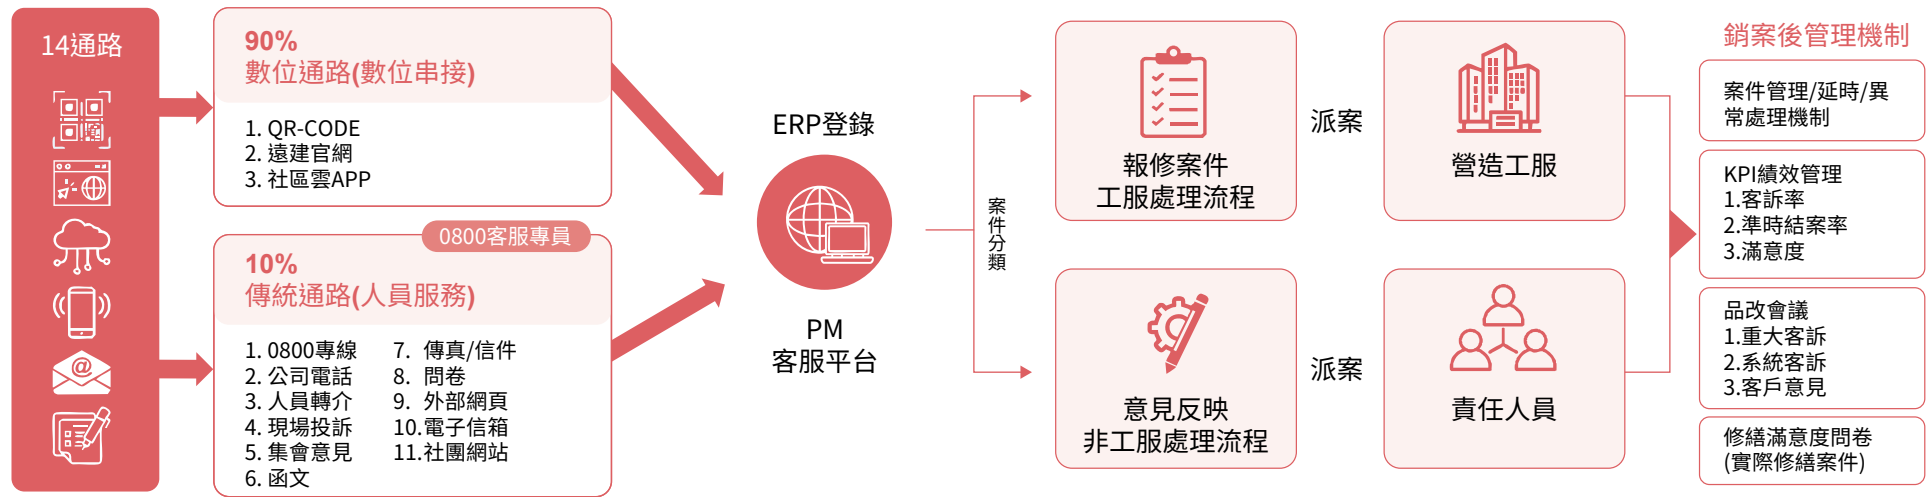 14通路
90%
數位通路(數位串接)
1. QR-CODE
2. 遠建官網
3. 社區雲APP
0800客服專員
10%
傳統通路(人員服務)
1. 0800專線
2. 公司電話
3. 人員轉介
4. 現場投訴
5. 集會意見
6. 函文
7. 傳真/信件
8. 問卷
9. 外部網頁
10.電子信箱
11.社團網站
ERP登錄
PM
客服平台
案件分類
報修案件
工服處理流程
派案
營造工服
意見反映
非工服處理流程
派案
責任人員
銷案後管理機制
案件管理/延時/異
常處理機制
KPI績效管理
1.客訴率
2.準時結案率
3.滿意度
品改會議
1.重大客訴
2.系統客訴
3.客戶意見
修繕滿意度問卷
(實際修繕案件)